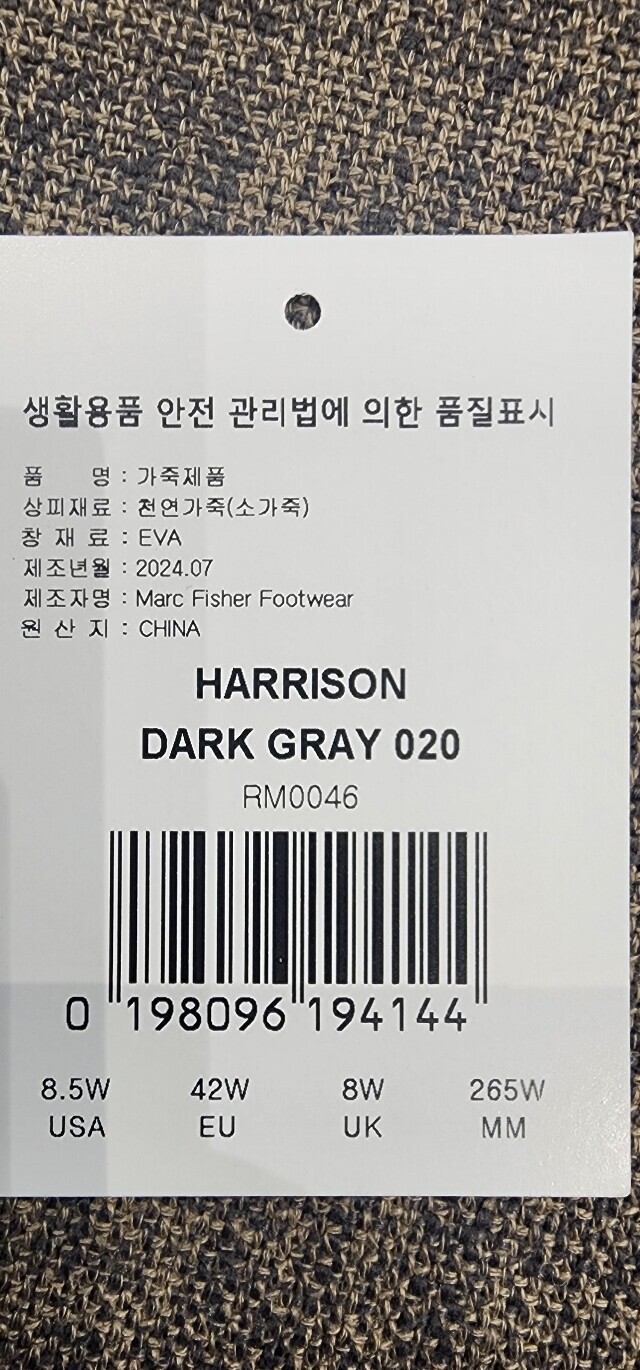 생활용품 안전 관리법에 의한 품질표시
품 명 : 가죽제품
상피재료 : 천연가죽(소가죽)
창 재 료 : EVA
제조년월 : 2024.07
제조자명 : Marc Fisher Footwear
원 산 지 : CHINA
HARRISON
DARK GRAY 020
RM0046
0 198096 194144
8.5W 42W 8W 265W
USA EU UK MM